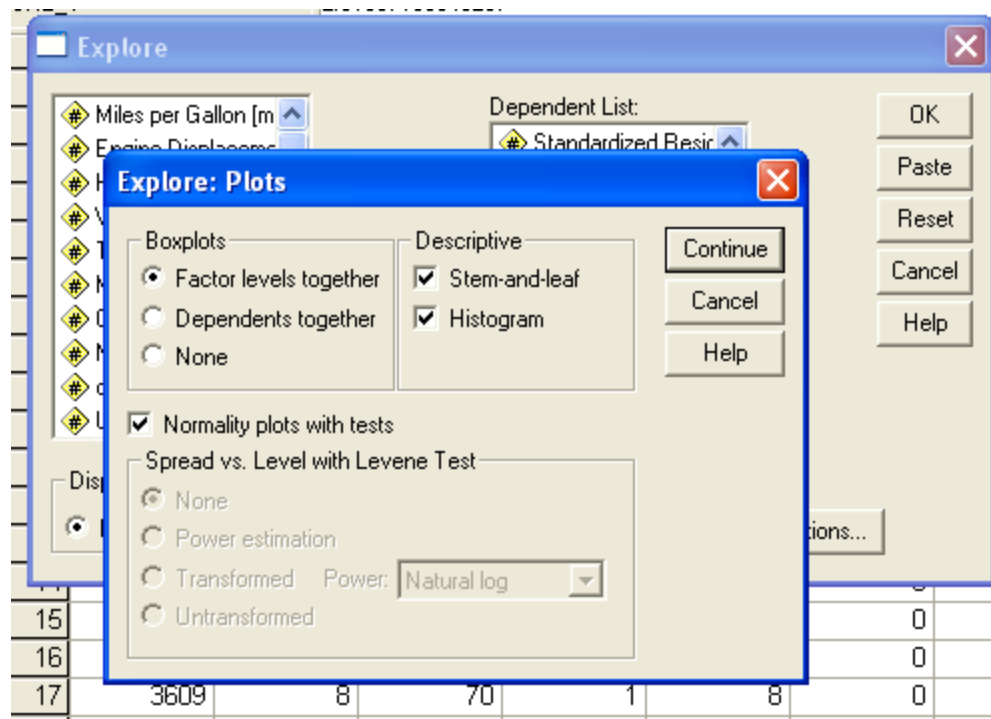 Explore
Miles per Gallon [m
Dependent List:
Standardized Resid
OK
Paste
Reset
Cancel
Help
Explore: Plots
Boxplots
Factor levels together
Dependents together
None
Descriptive
Stem-and-leaf
Histogram
Continue
Cancel
Help
Normality plots with tests
Spread vs. Level with Levene Test
None
Power estimation
Transformed Power: Natural log
Untransformed
15 0
16 0
17 3609 8 70 1 8 0